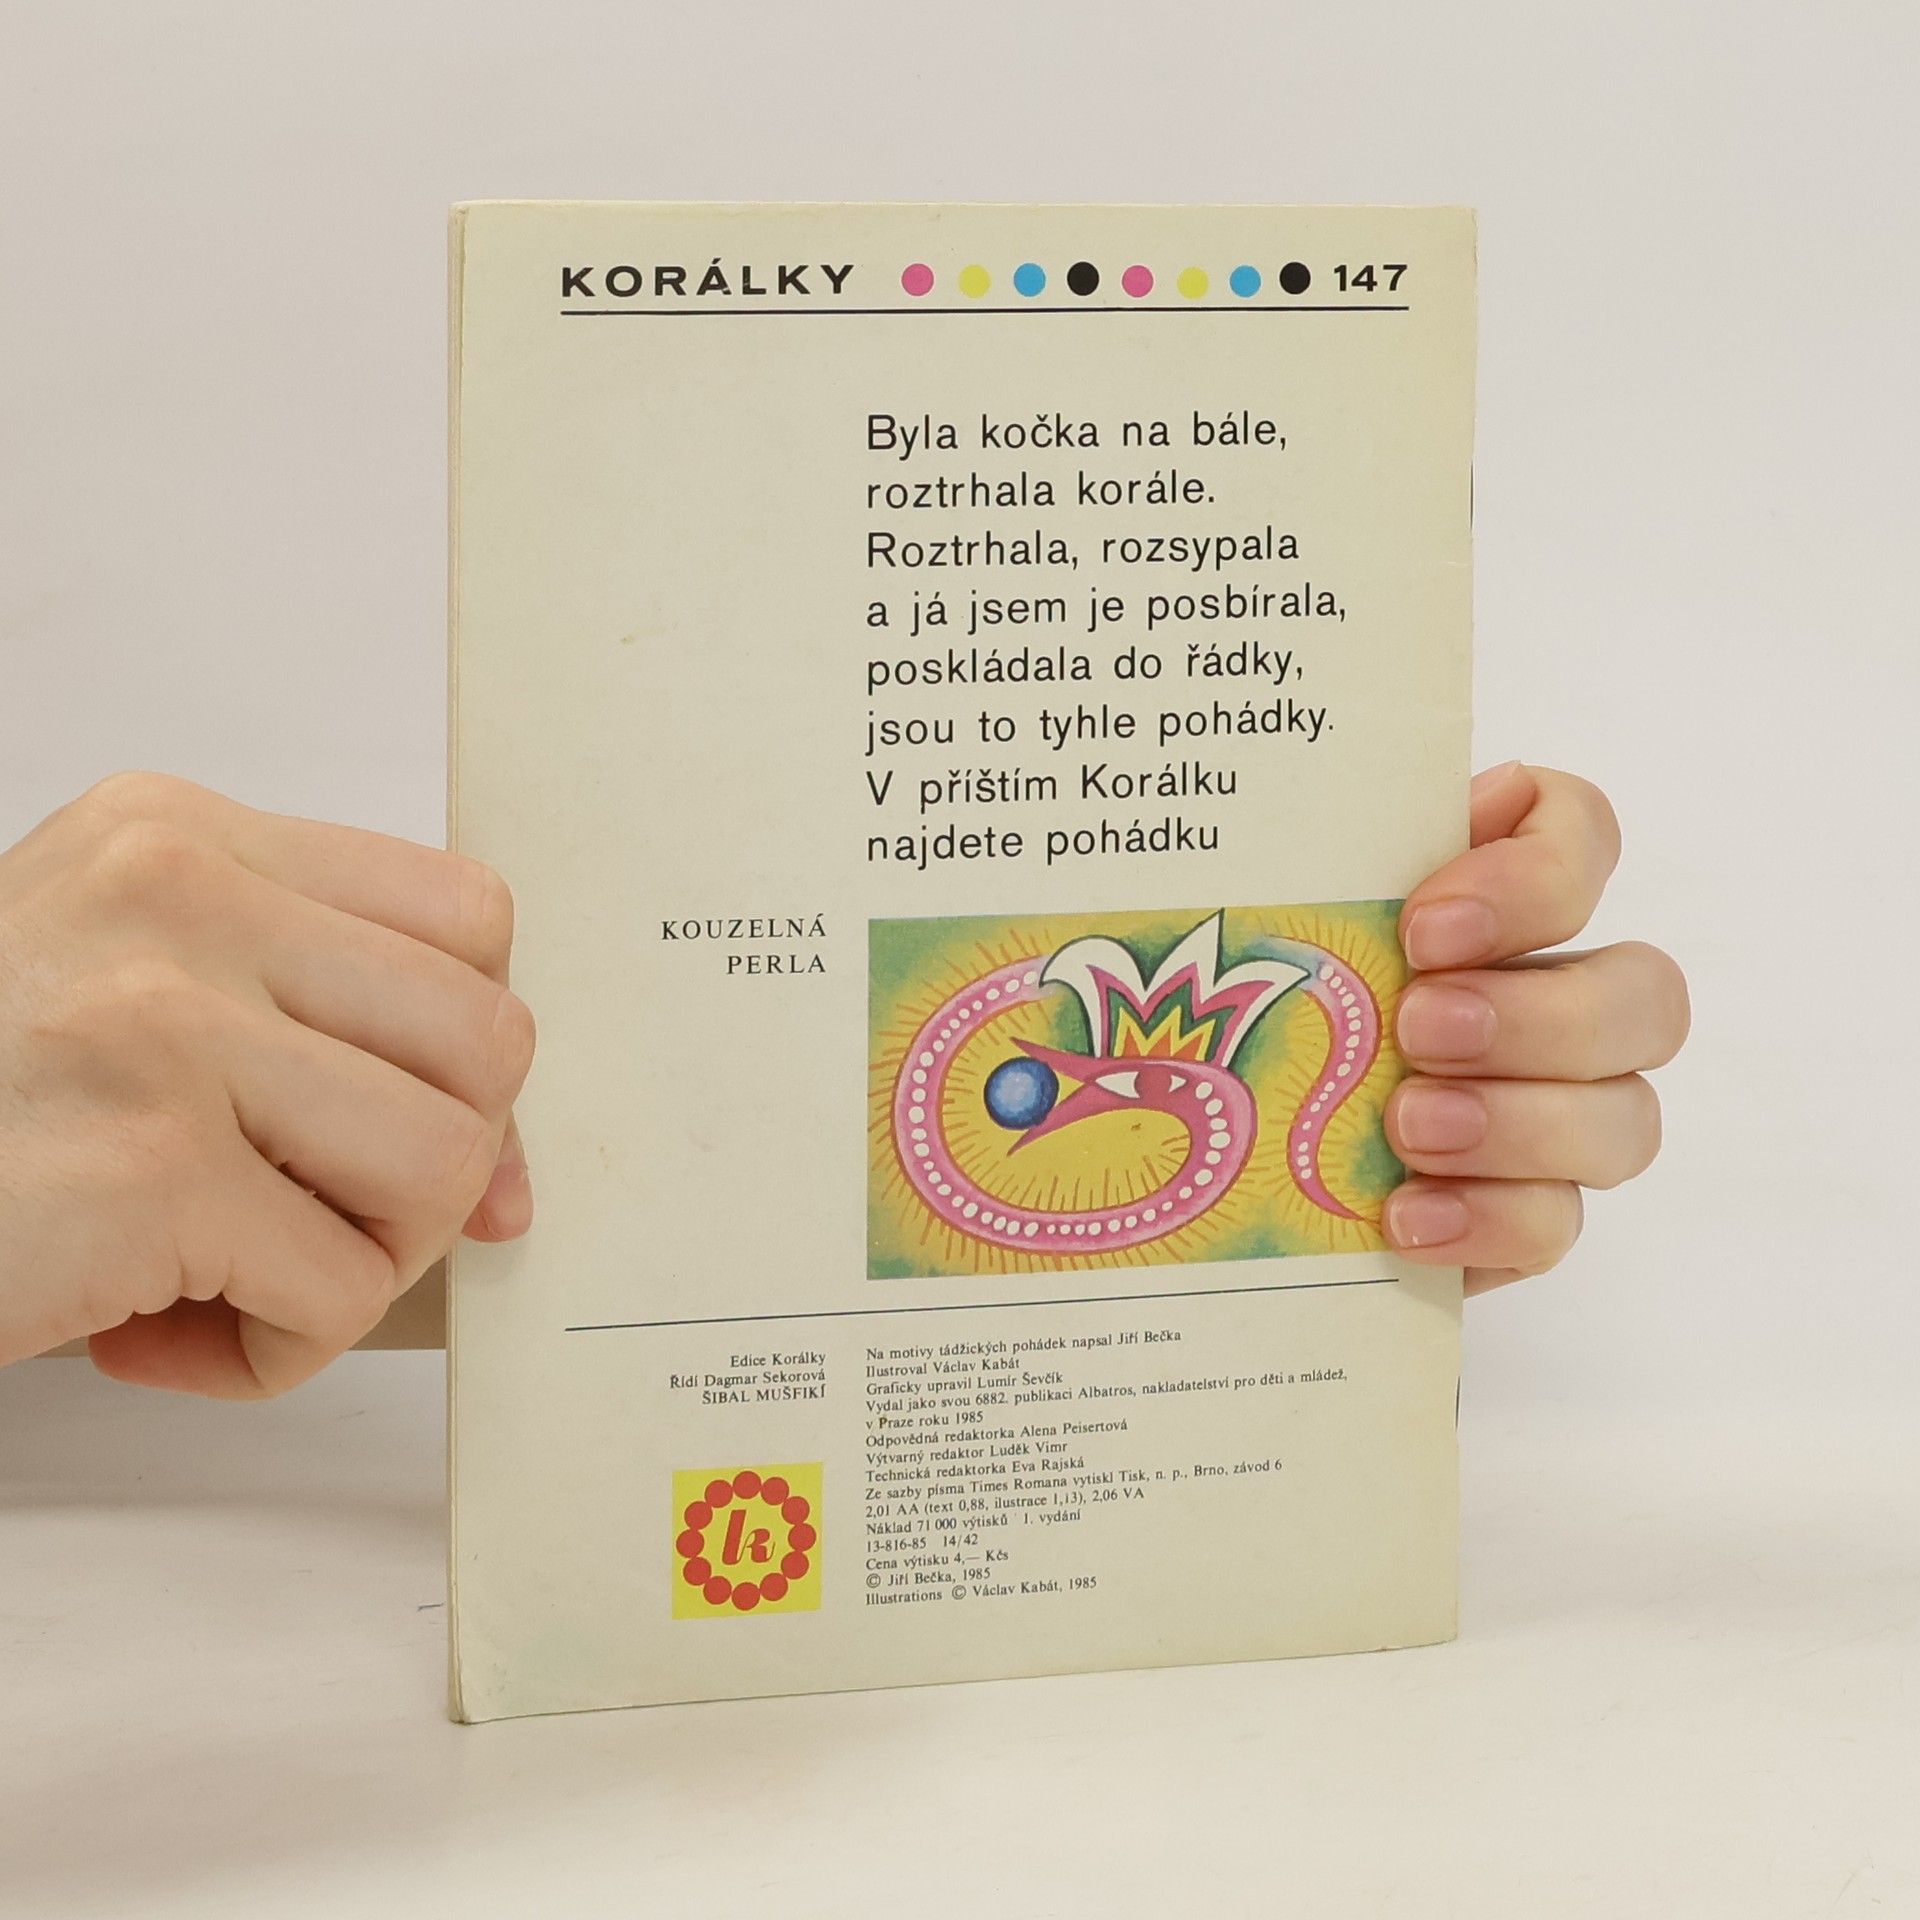 KORÁLKY 147
Byla kočka na bále,
roztrhala korále.
Roztrhala, rozsypala
a já jsem je posbírala,
poskládala do řádky,
jsou to tyhle pohádky.
V příštím Korálku
najdete pohádku
KOUZELNÁ
PERLA
Edice Korálky
Řídí Dagmar Sekorová
ŠIBAL MUŠFIKÍ
k
Na motivy tádžických pohádek napsal Jiří Bečka
Ilustroval Václav Kabát
Graficky upravil Lumír Ševčík
Vydal jako svou 6882. publikaci Albatros, nakladatelství pro děti a mládež,
v Praze roku 1985
Odpovědná redaktorka Alena Peisertová
Výtvarný redaktor Luděk Vimr
Technická redaktorka Eva Rajská
Ze sazby písma Times Romana vytiskl Tisk, n. p., Brno, závod 6
2,01 AA (text 0,88, ilustrace 1,13), 2,06 VA
Náklad 71 000 výtisků 1. vydání
13-816-85 14/42
Cena výtisku 4,— Kčs
© Jiří Bečka, 1985
Illustrations © Václav Kabát, 1985